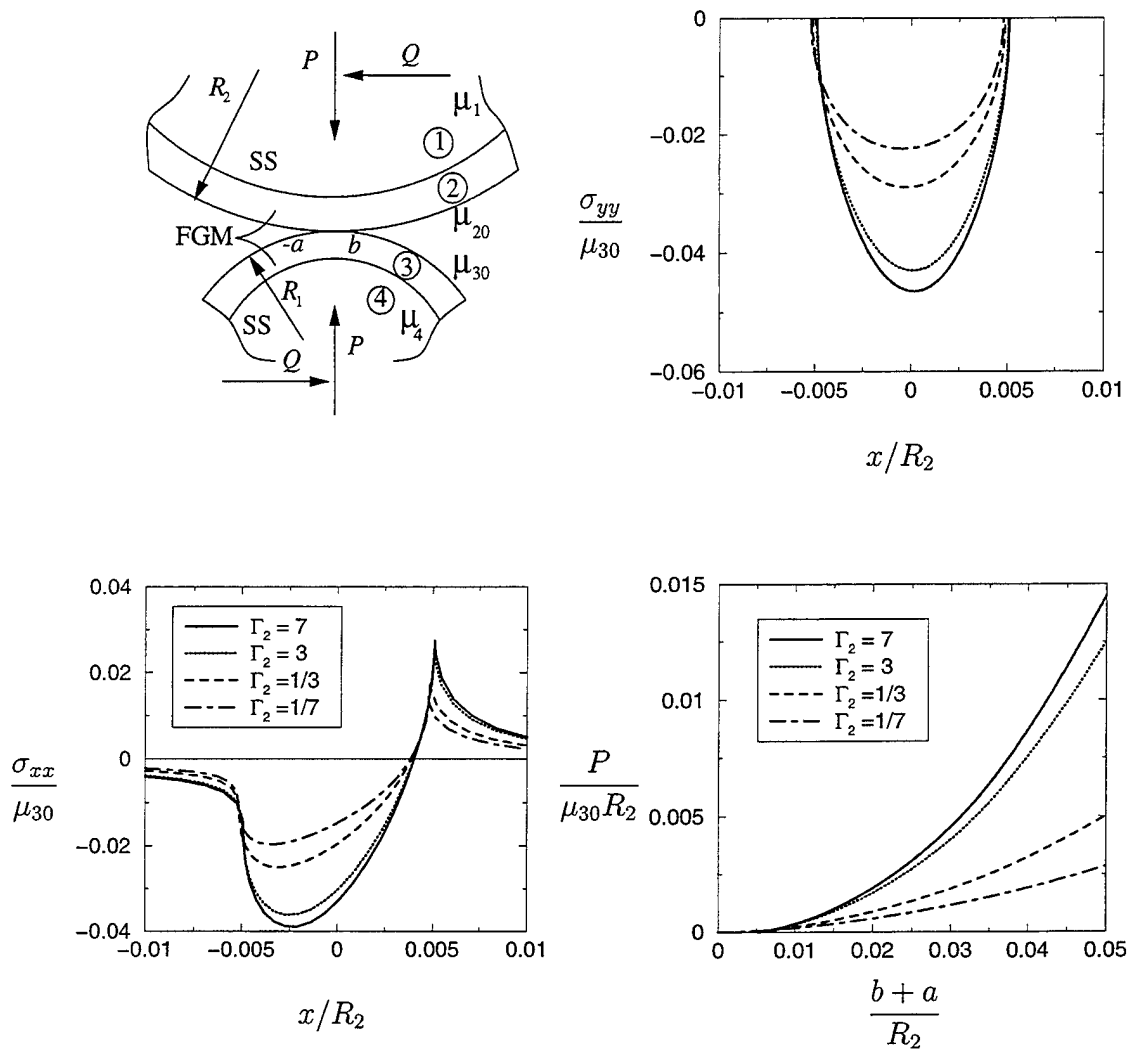 P
Q
R₂
μ₁
①
SS
②
μ₂₀
FGM
-a
b
③
μ₃₀
R₁
④
SS
μ₄
Q
P
0
−0.02
−0.04
−0.06
σyy
μ30
−0.01
−0.005
0
0.005
0.01
x/R₂
0.04
0.02
0
−0.02
−0.04
σxx
μ30
Γ₂ = 7
Γ₂ = 3
Γ₂ =1/3
Γ₂ =1/7
−0.01
−0.005
0
0.005
0.01
x/R₂
0.015
0.01
0.005
0
P
μ30R₂
Γ₂ = 7
Γ₂ = 3
Γ₂ =1/3
Γ₂ =1/7
0
0.01
0.02
0.03
0.04
0.05
b + a
R₂